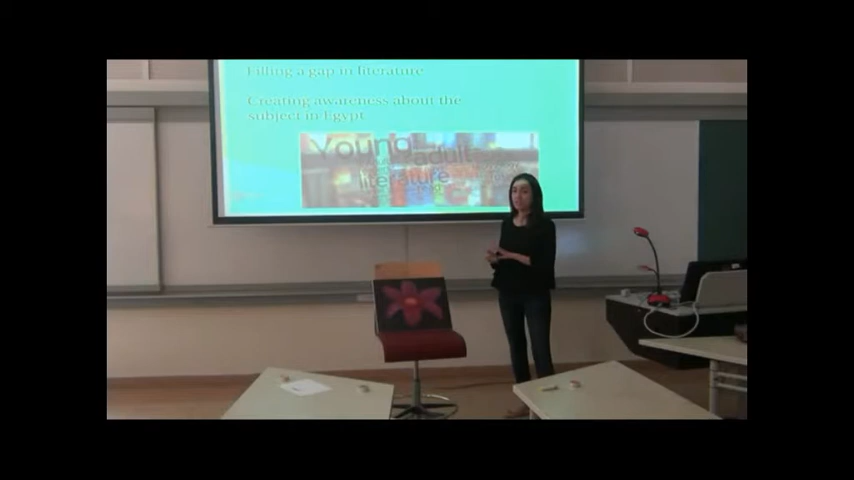 Filling a gap in literature
Creating awareness about the
subject in Egypt
Young
adult
literature